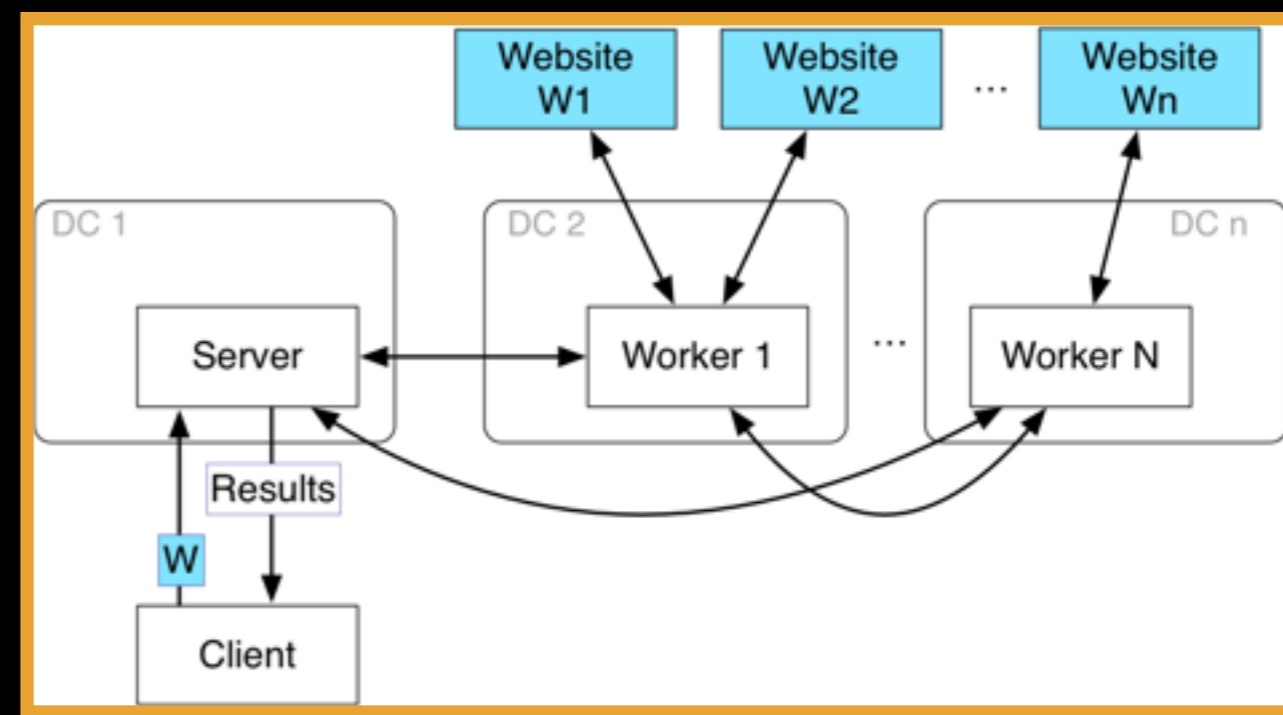 Website
W1
Website
W2
...
Website
Wn
DC 1
DC 2
DC n
Server
Worker 1
...
Worker N
Results
W
Client